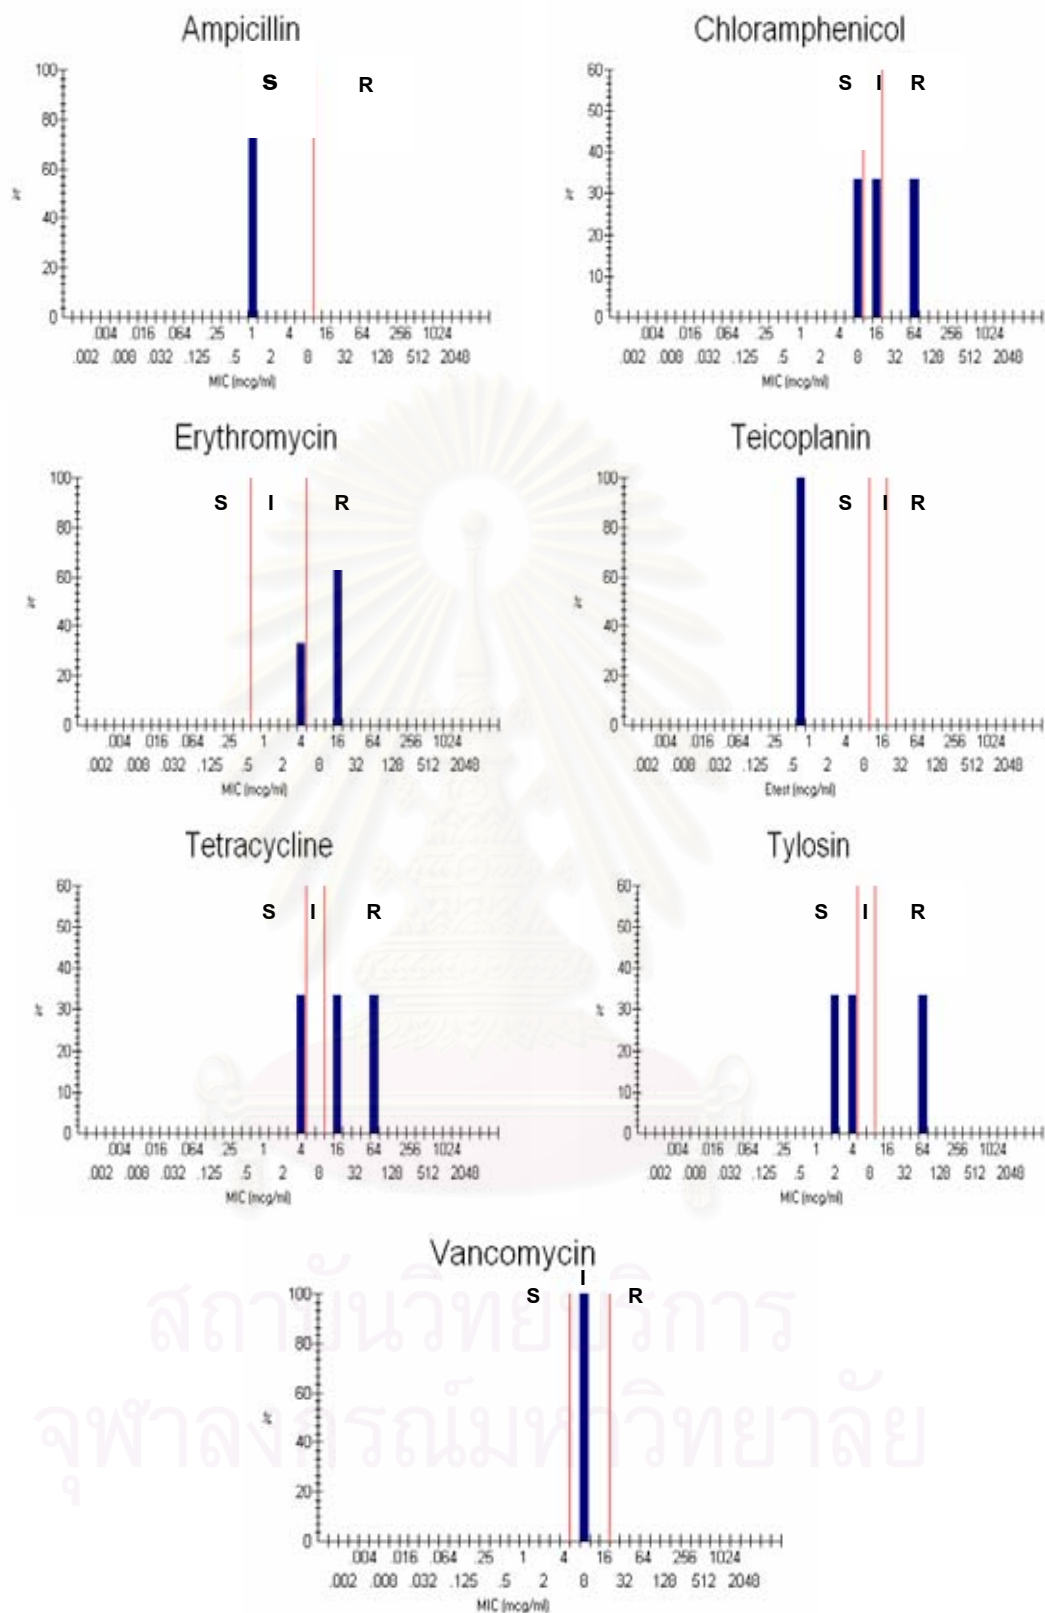 Ampicillin
S R
100
80
60
40
20
0
.004 .016 .064 .25 1 4 16 64 256 1024
.002 .008 .032 .125 .5 2 8 32 128 512 2048
MIC (mcg/ml)
Chloramphenicol
S I R
60
50
40
30
20
10
0
.004 .016 .064 .25 1 4 16 64 256 1024
.002 .008 .032 .125 .5 2 8 32 128 512 2048
MIC (mcg/ml)
Erythromycin
S I R
100
80
60
40
20
0
.004 .016 .064 .25 1 4 16 64 256 1024
.002 .008 .032 .125 .5 2 8 32 128 512 2048
MIC (mcg/ml)
Teicoplanin
S I R
100
80
60
40
20
0
.004 .016 .064 .25 1 4 16 64 256 1024
.002 .008 .032 .125 .5 2 8 32 128 512 2048
Etest (mcg/ml)
Tetracycline
S I R
60
50
40
30
20
10
0
.004 .016 .064 .25 1 4 16 64 256 1024
.002 .008 .032 .125 .5 2 8 32 128 512 2048
MIC (mcg/ml)
Tylosin
S I R
60
50
40
30
20
10
0
.004 .016 .064 .25 1 4 16 64 256 1024
.002 .008 .032 .125 .5 2 8 32 128 512 2048
MIC (mcg/ml)
Vancomycin
S I R
100
80
60
40
20
0
.004 .016 .064 .25 1 4 16 64 256 1024
.002 .008 .032 .125 .5 2 8 32 128 512 2048
MIC (mcg/ml)
สถาบันวิทยบริการ
จุฬาลงกรณ์มหาวิทยาลัย